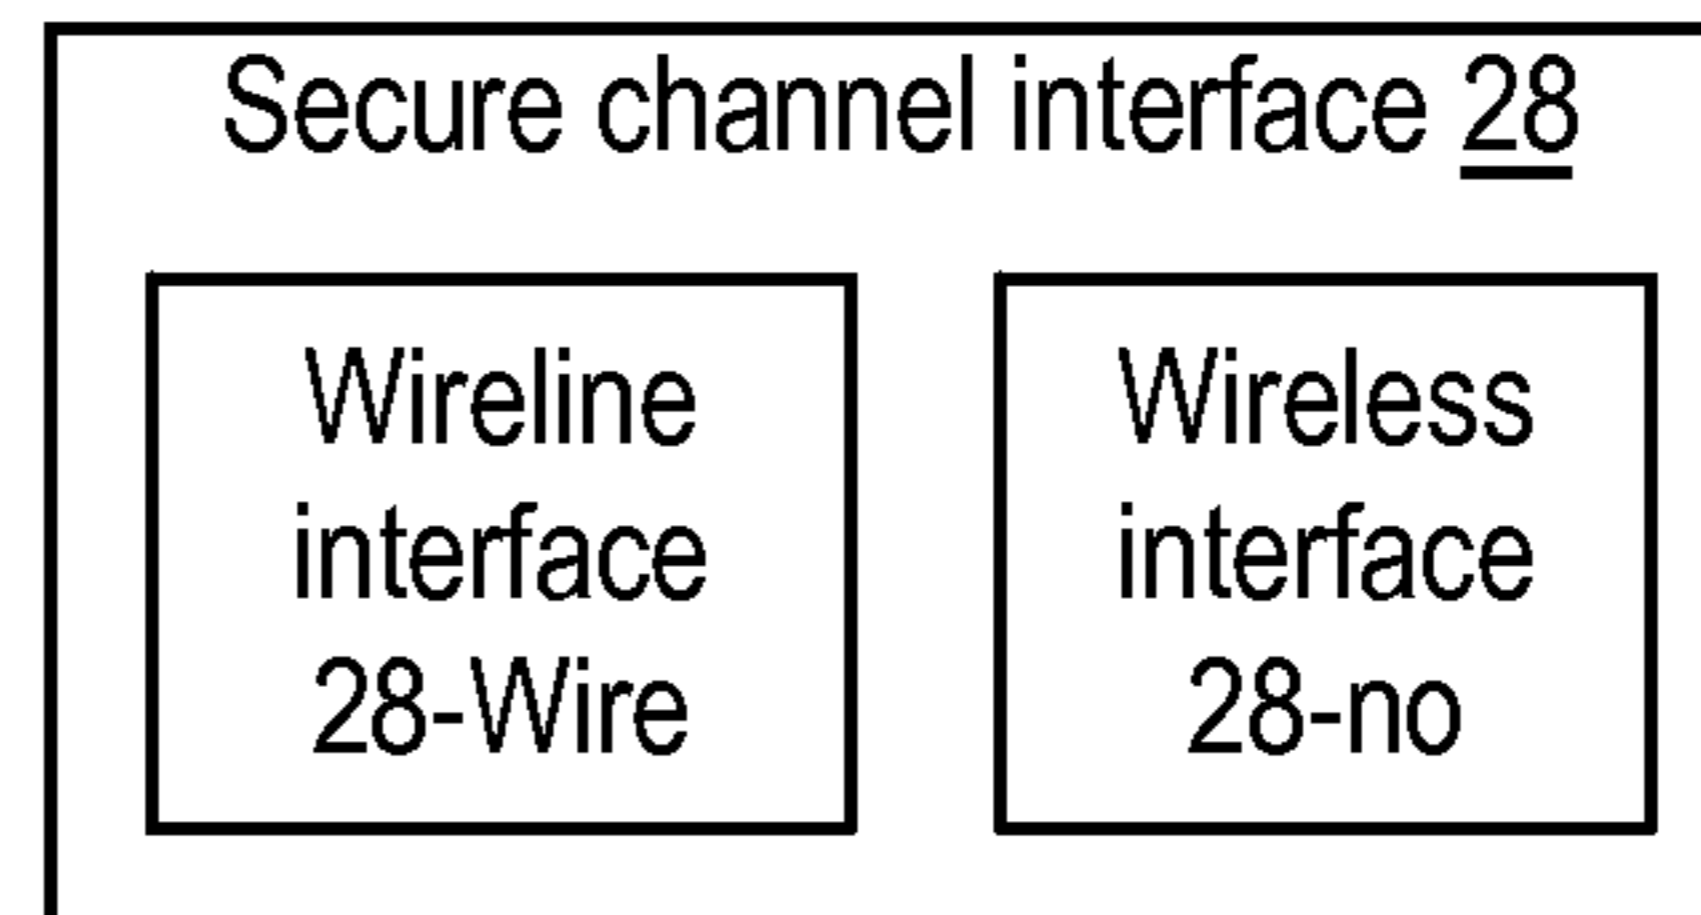 Secure channel interface 28
Wireline
interface
28-Wire
Wireless
interface
28-no